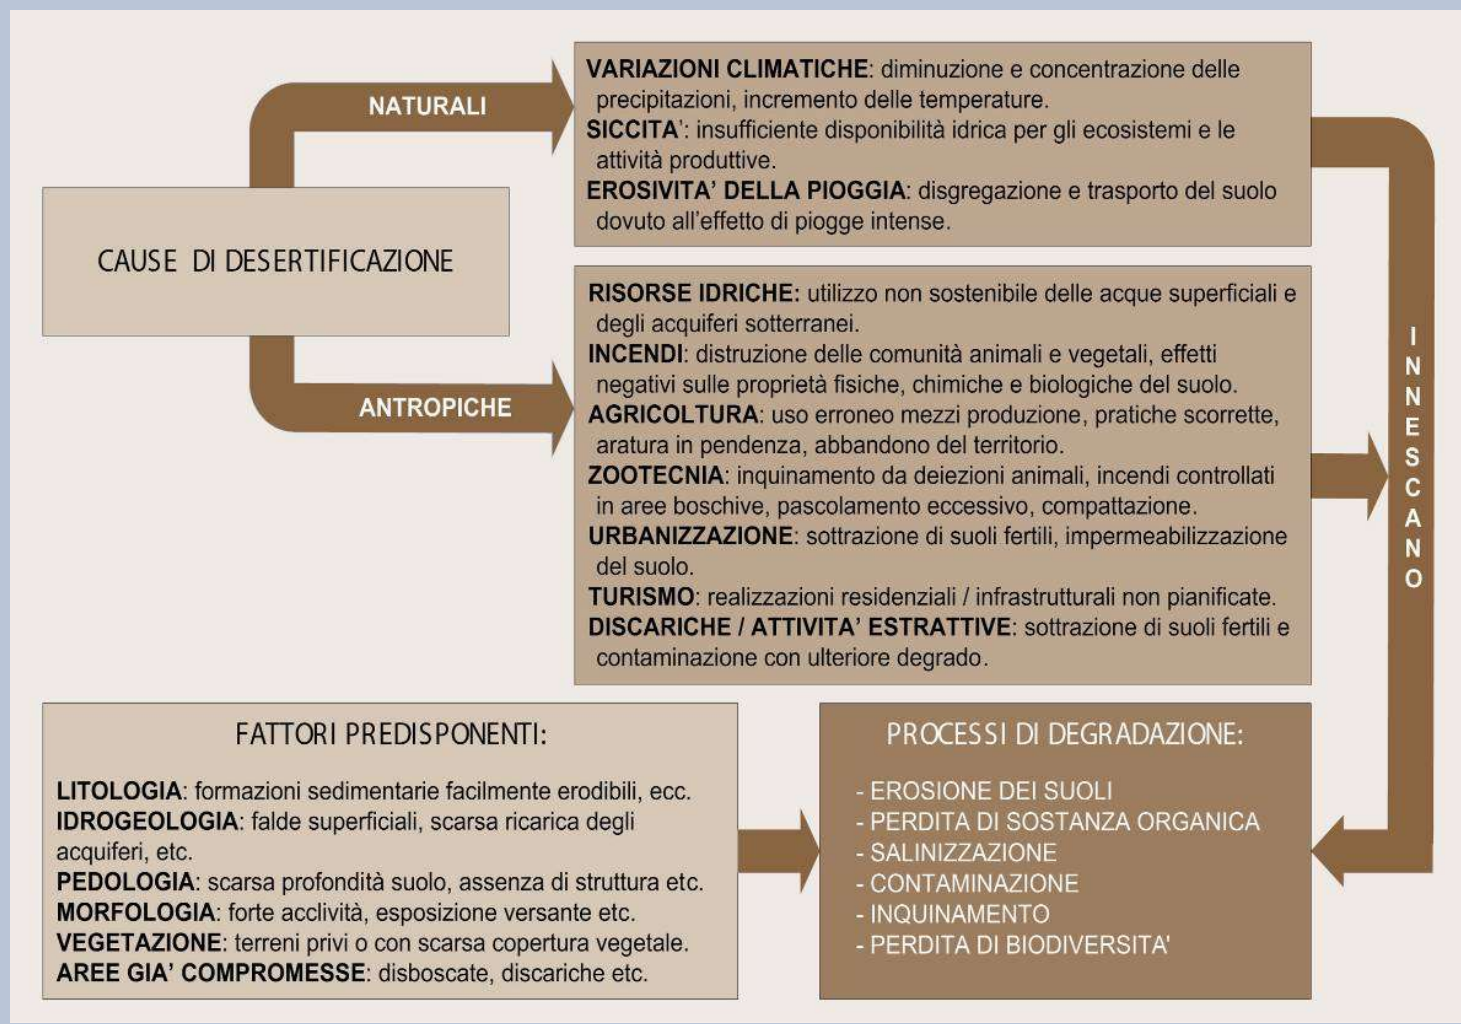 NATURALI
VARIAZIONI CLIMATICHE: diminuzione e concentrazione delle
precipitazioni, incremento delle temperature.
SICCITA': insufficiente disponibilità idrica per gli ecosistemi e le
attività produttive.
EROSIVITA' DELLA PIOGGIA: disgregazione e trasporto del suolo
dovuto all'effetto di piogge intense.
CAUSE DI DESERTIFICAZIONE
ANTROPICHE
RISORSE IDRICHE: utilizzo non sostenibile delle acque superficiali e
degli acquiferi sotterranei.
INCENDI: distruzione delle comunità animali e vegetali, effetti
negativi sulle proprietà fisiche, chimiche e biologiche del suolo.
AGRICOLTURA: uso erroneo mezzi produzione, pratiche scorrette,
aratura in pendenza, abbandono del territorio.
ZOOTECNIA: inquinamento da deiezioni animali, incendi controllati
in aree boschive, pascolamento eccessivo, compattazione.
URBANIZZAZIONE: sottrazione di suoli fertili, impermeabilizzazione
del suolo.
TURISMO: realizzazioni residenziali / infrastrutturali non pianificate.
DISCARICHE / ATTIVITA' ESTRATTIVE: sottrazione di suoli fertili e
contaminazione con ulteriore degrado.
INNESCANO
FATTORI PREDISPONENTI:
LITOLOGIA: formazioni sedimentarie facilmente erodibili, ecc.
IDROGEOLOGIA: falde superficiali, scarsa ricarica degli
acquiferi, etc.
PEDOLOGIA: scarsa profondità suolo, assenza di struttura etc.
MORFOLOGIA: forte acclività, esposizione versante etc.
VEGETAZIONE: terreni privi o con scarsa copertura vegetale.
AREE GIA' COMPROMESSE: disboscate, discariche etc.
PROCESSI DI DEGRADAZIONE:
- EROSIONE DEI SUOLI
- PERDITA DI SOSTANZA ORGANICA
- SALINIZZAZIONE
- CONTAMINAZIONE
- INQUINAMENTO
- PERDITA DI BIODIVERSITA'